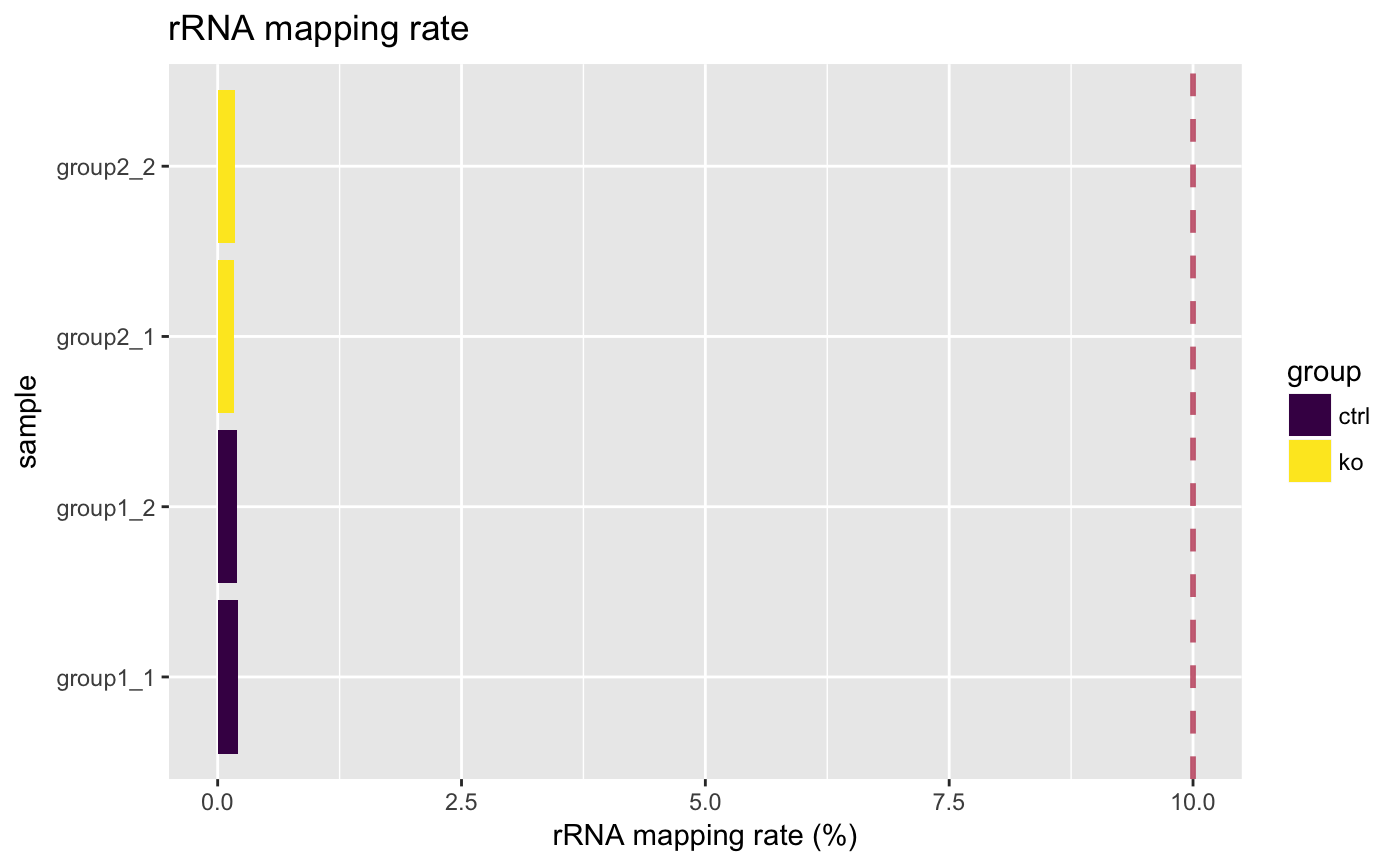 rRNA mapping rate
group2_2
group2_1
group1_2
group1_1
sample
0.0 2.5 5.0 7.5 10.0
rRNA mapping rate (%)
group
ctrl
ko